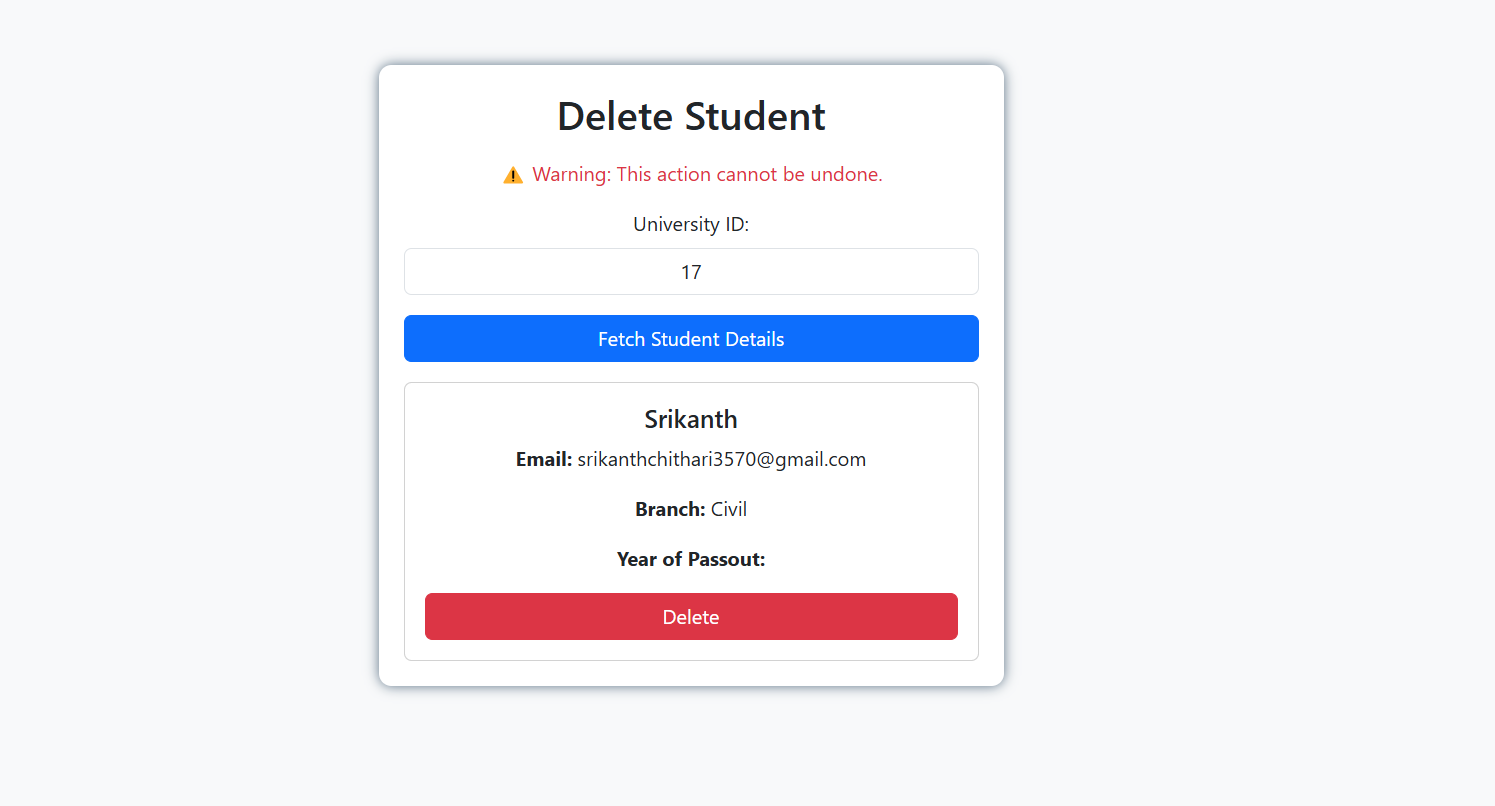 Delete Student
⚠️ Warning: This action cannot be undone.
University ID:
17
Fetch Student Details
Srikanth
Email: srikanthchithari3570@gmail.com
Branch: Civil
Year of Passout:
Delete